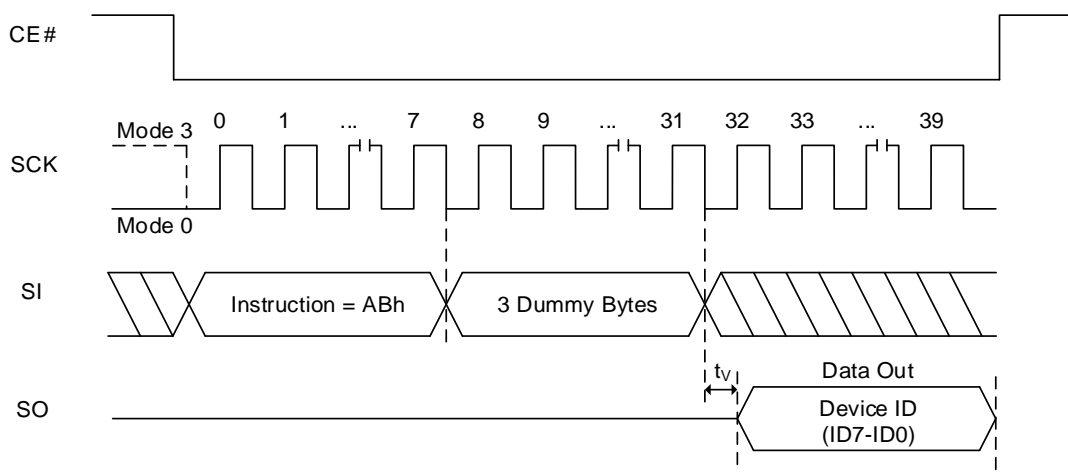 CE#
Mode 3
0 1 ... 7 8 9 ... 31 32 33 ... 39
SCK
Mode 0
SI
Instruction = ABh
3 Dummy Bytes
tV
Data Out
SO
Device ID
(ID7-ID0)